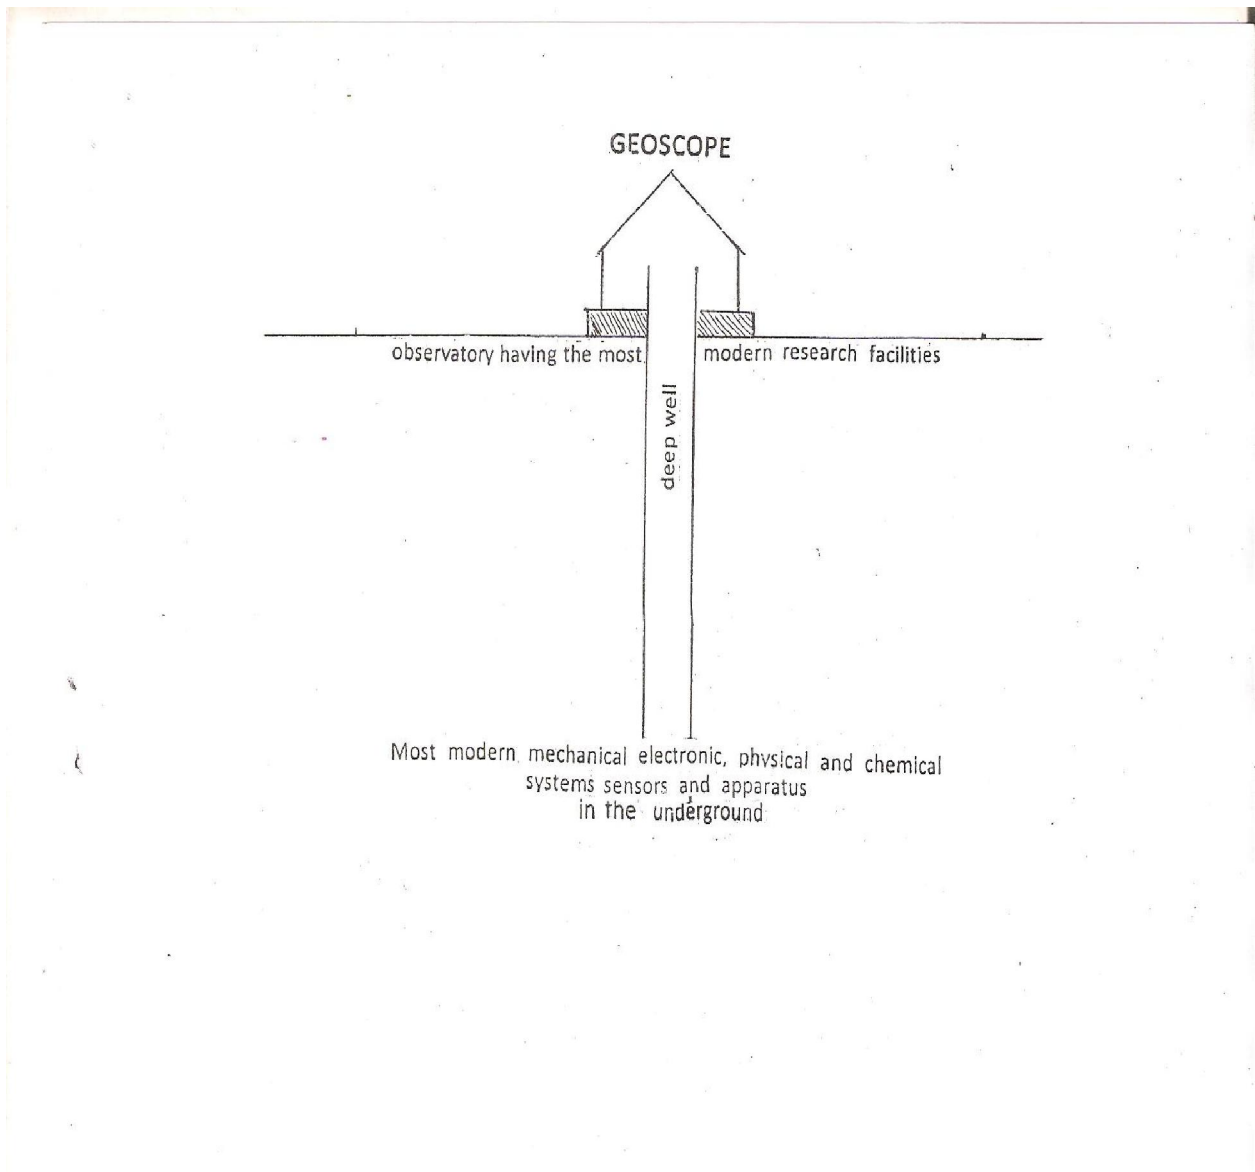 GEOSCOPE
observatory having the most modern research facilities
deep well
Most modern mechanical electronic, physical and chemical
systems sensors and apparatus
in the underground